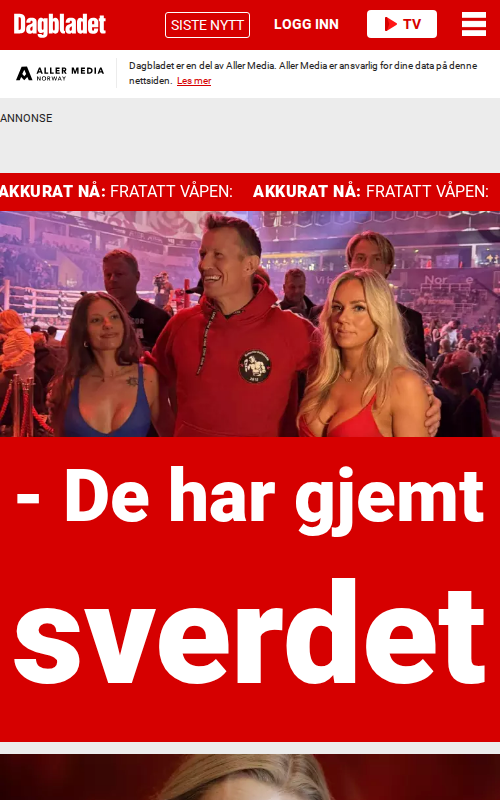 Dagbladet
SISTE NYTT
LOGG INN
TV
ALLER MEDIA
NORWAY
Dagbladet er en del av Aller Media. Aller Media er ansvarlig for dine data på denne
nettsiden. Les mer
ANNONSE
AKKURAT NÅ: FRATATT VÅPEN: AKKURAT NÅ: FRATATT VÅPEN:
- De har gjemt
sverdet